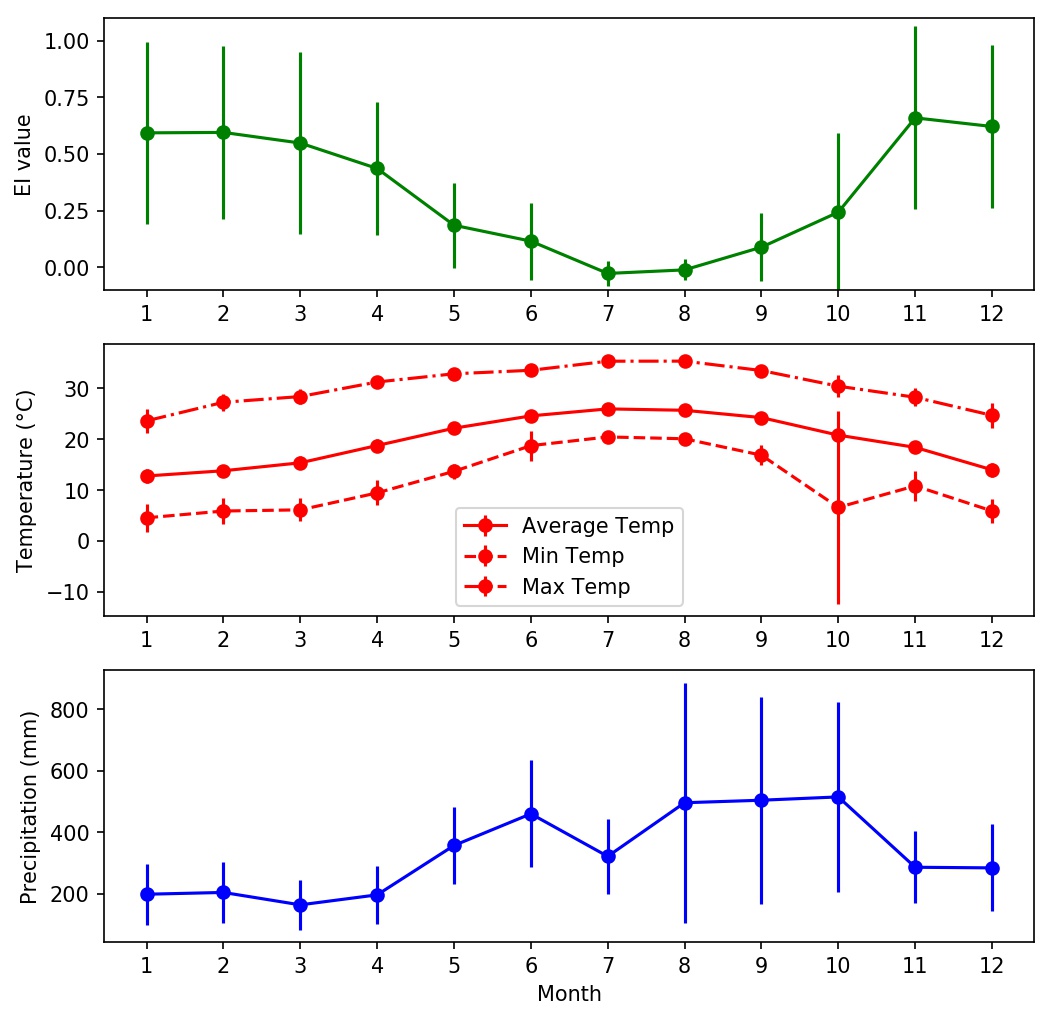 EI value
1.00
0.75
0.50
0.25
0.00
1 2 3 4 5 6 7 8 9 10 11 12
Temperature (°C)
30
20
10
0
−10
Average Temp
Min Temp
Max Temp
1 2 3 4 5 6 7 8 9 10 11 12
Precipitation (mm)
800
600
400
200
1 2 3 4 5 6 7 8 9 10 11 12
Month